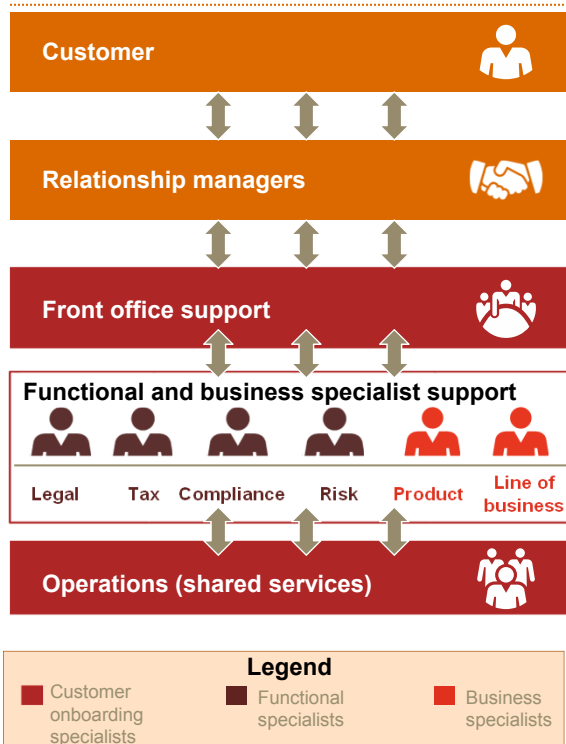 Customer
Relationship managers
Front office support
Functional and business specialist support
Legal Tax Compliance Risk Product Line of
business
Operations (shared services)
Legend
Customer
onboarding
specialists
Functional
specialists
Business
specialists